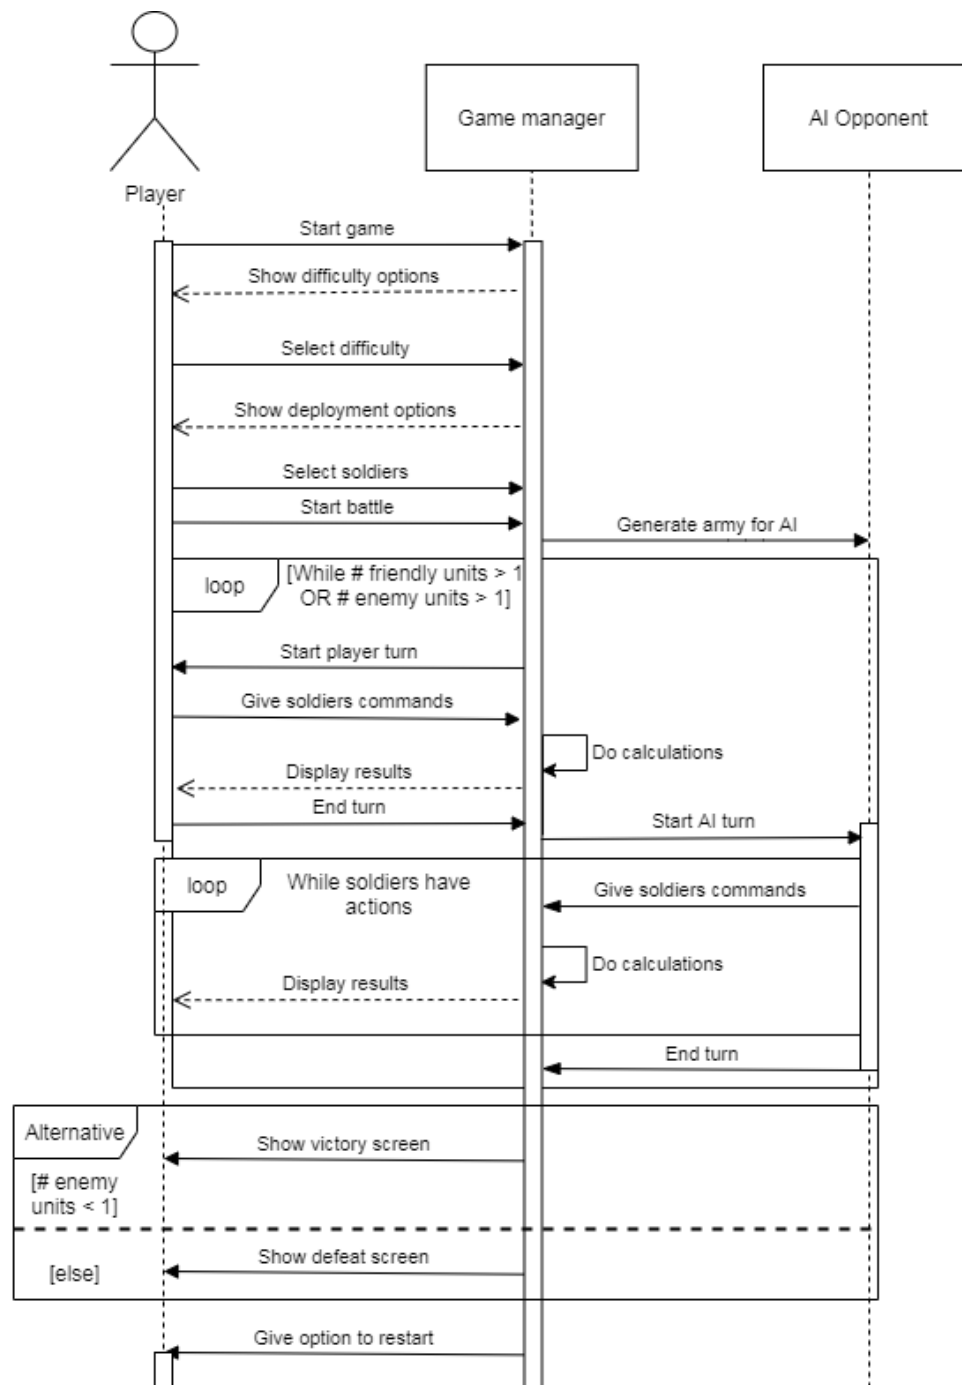 Game manager
AI Opponent
Player
Start game
Show difficulty options
Select difficulty
Show deployment options
Select soldiers
Start battle
Generate army for AI
loop
[While # friendly units > 1
OR # enemy units > 1]
Start player turn
Give soldiers commands
Do calculations
Display results
End turn
Start AI turn
loop
While soldiers have
actions
Give soldiers commands
Do calculations
Display results
End turn
Alternative
Show victory screen
[# enemy
units < 1]
Show defeat screen
[else]
Give option to restart